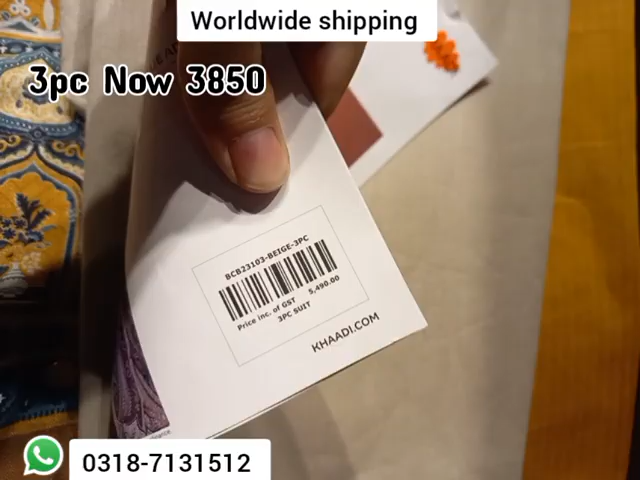 Worldwide shipping
3pc Now 3850
BCB23103-BEIGE-3PC
Price inc. of GST 5,490.00
3PC SUIT
KHAADI.COM
0318-7131512